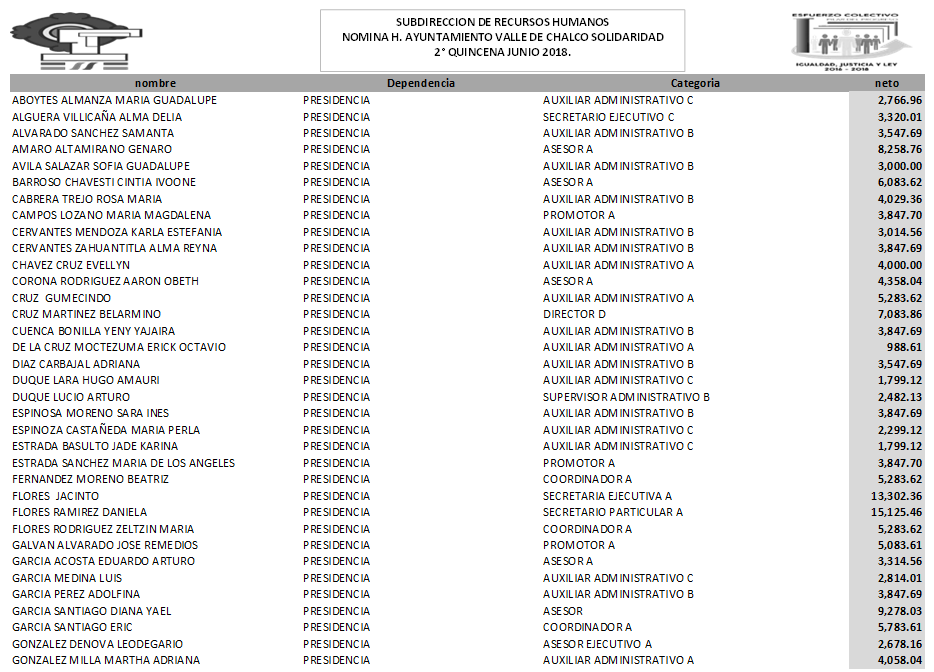 SUBDIRECCION DE RECURSOS HUMANOS
NOMINA H. AYUNTAMIENTO VALLE DE CHALCO SOLIDARIDAD
2° QUINCENA JUNIO 2018.
ESFUERZO COLECTIVO
IGUALDAD, JUSTICIA Y LEY
2016 - 2018
nombre Dependencia Categoria neto
ABOYTES ALMANZA MARIA GUADALUPE PRESIDENCIA AUXILIAR ADMINISTRATIVO C 2,766.96
ALGUERA VILLICAÑA ALMA DELIA PRESIDENCIA SECRETARIO EJECUTIVO C 3,320.01
ALVARADO SANCHEZ SAMANTA PRESIDENCIA AUXILIAR ADMINISTRATIVO B 3,547.69
AMARO ALTAMIRANO GENARO PRESIDENCIA ASESOR A 8,258.76
AVILA SALAZAR SOFIA GUADALUPE PRESIDENCIA AUXILIAR ADMINISTRATIVO B 3,000.00
BARROSO CHAVESTI CINTIA IVOONE PRESIDENCIA ASESOR A 6,083.62
CABRERA TREJO ROSA MARIA PRESIDENCIA AUXILIAR ADMINISTRATIVO B 4,029.36
CAMPOS LOZANO MARIA MAGDALENA PRESIDENCIA PROMOTOR A 3,847.70
CERVANTES MENDOZA KARLA ESTEFANIA PRESIDENCIA AUXILIAR ADMINISTRATIVO B 3,014.56
CERVANTES ZAHUANTITLA ALMA REYNA PRESIDENCIA AUXILIAR ADMINISTRATIVO B 3,847.69
CHAVEZ CRUZ EVELLYN PRESIDENCIA AUXILIAR ADMINISTRATIVO A 4,000.00
CORONA RODRIGUEZ AARON OBETH PRESIDENCIA ASESOR A 4,358.04
CRUZ  GUMECINDO PRESIDENCIA AUXILIAR ADMINISTRATIVO A 5,283.62
CRUZ MARTINEZ BELARMINO PRESIDENCIA DIRECTOR D 7,083.86
CUENCA BONILLA YENY YAJAIRA PRESIDENCIA AUXILIAR ADMINISTRATIVO B 3,847.69
DE LA CRUZ MOCTEZUMA ERICK OCTAVIO PRESIDENCIA AUXILIAR ADMINISTRATIVO A 988.61
DIAZ CARBAJAL ADRIANA PRESIDENCIA AUXILIAR ADMINISTRATIVO B 3,547.69
DUQUE LARA HUGO AMAURI PRESIDENCIA AUXILIAR ADMINISTRATIVO C 1,799.12
DUQUE LUCIO ARTURO PRESIDENCIA SUPERVISOR ADMINISTRATIVO B 2,482.13
ESPINOSA MORENO SARA INES PRESIDENCIA AUXILIAR ADMINISTRATIVO B 3,847.69
ESPINOZA CASTAÑEDA MARIA PERLA PRESIDENCIA AUXILIAR ADMINISTRATIVO C 2,299.12
ESTRADA BASULTO JADE KARINA PRESIDENCIA AUXILIAR ADMINISTRATIVO C 1,799.12
ESTRADA SANCHEZ MARIA DE LOS ANGELES PRESIDENCIA PROMOTOR A 3,847.70
FERNANDEZ MORENO BEATRIZ PRESIDENCIA COORDINADOR A 5,283.62
FLORES  JACINTO PRESIDENCIA SECRETARIA EJECUTIVA A 13,302.36
FLORES RAMIREZ DANIELA PRESIDENCIA SECRETARIO PARTICULAR A 15,125.46
FLORES RODRIGUEZ ZELTZIN MARIA PRESIDENCIA COORDINADOR A 5,283.62
GALVAN ALVARADO JOSE REMEDIOS PRESIDENCIA PROMOTOR A 5,083.61
GARCIA ACOSTA EDUARDO ARTURO PRESIDENCIA ASESOR A 3,314.56
GARCIA MEDINA LUIS PRESIDENCIA AUXILIAR ADMINISTRATIVO C 2,814.01
GARCIA PEREZ ADOLFINA PRESIDENCIA AUXILIAR ADMINISTRATIVO B 3,847.69
GARCIA SANTIAGO DIANA YAEL PRESIDENCIA ASESOR 9,278.03
GARCIA SANTIAGO ERIC PRESIDENCIA COORDINADOR A 5,783.61
GONZALEZ DENOVA LEODEGARIO PRESIDENCIA ASESOR EJECUTIVO A 2,678.16
GONZALEZ MILLA MARTHA ADRIANA PRESIDENCIA AUXILIAR ADMINISTRATIVO A 4,058.04